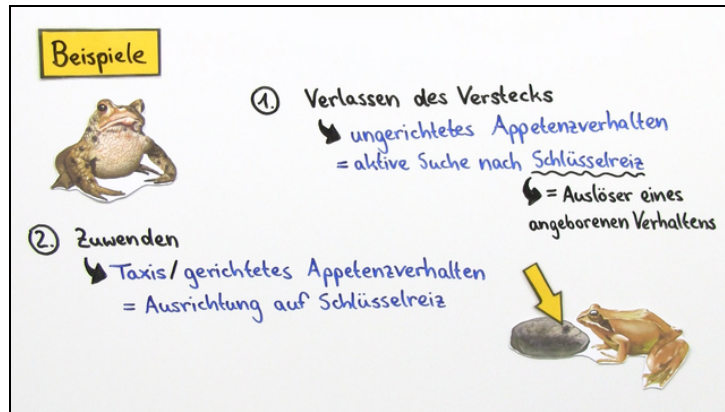 Beispiele
1. Verlassen des Verstecks
ungerichtetes Appetenzverhalten
= aktive Suche nach Schlüsselreiz
= Auslöser eines
angeborenen Verhaltens
2. Zuwenden
Taxis/gerichtetes Appetenzverhalten
= Ausrichtung auf Schlüsselreiz